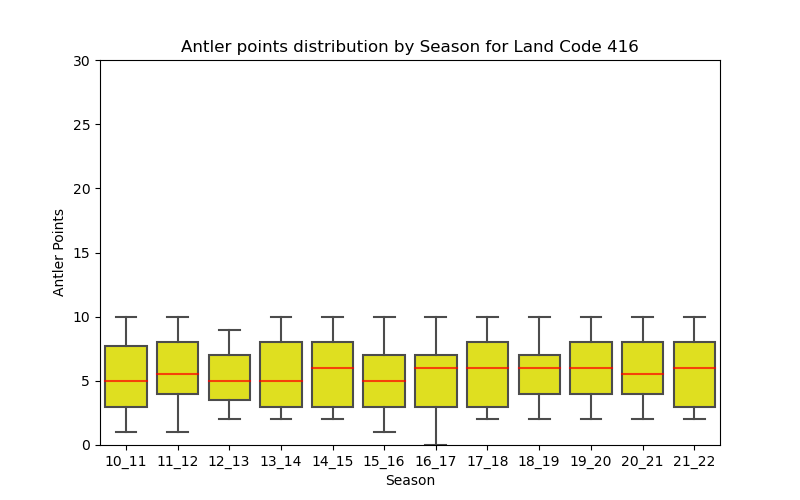 Antler points distribution by Season for Land Code 416
30
25
20
15
10
5
0
Antler Points
10_11 11_12 12_13 13_14 14_15 15_16 16_17 17_18 18_19 19_20 20_21 21_22
Season